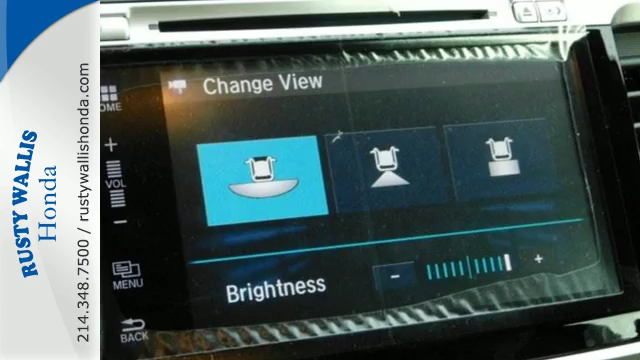 RUSTY WALLIS
Honda
214.348.7500 / rustywallishonda.com
Change View
OME
+
VOL
−
MENU
BACK
Brightness
-
+